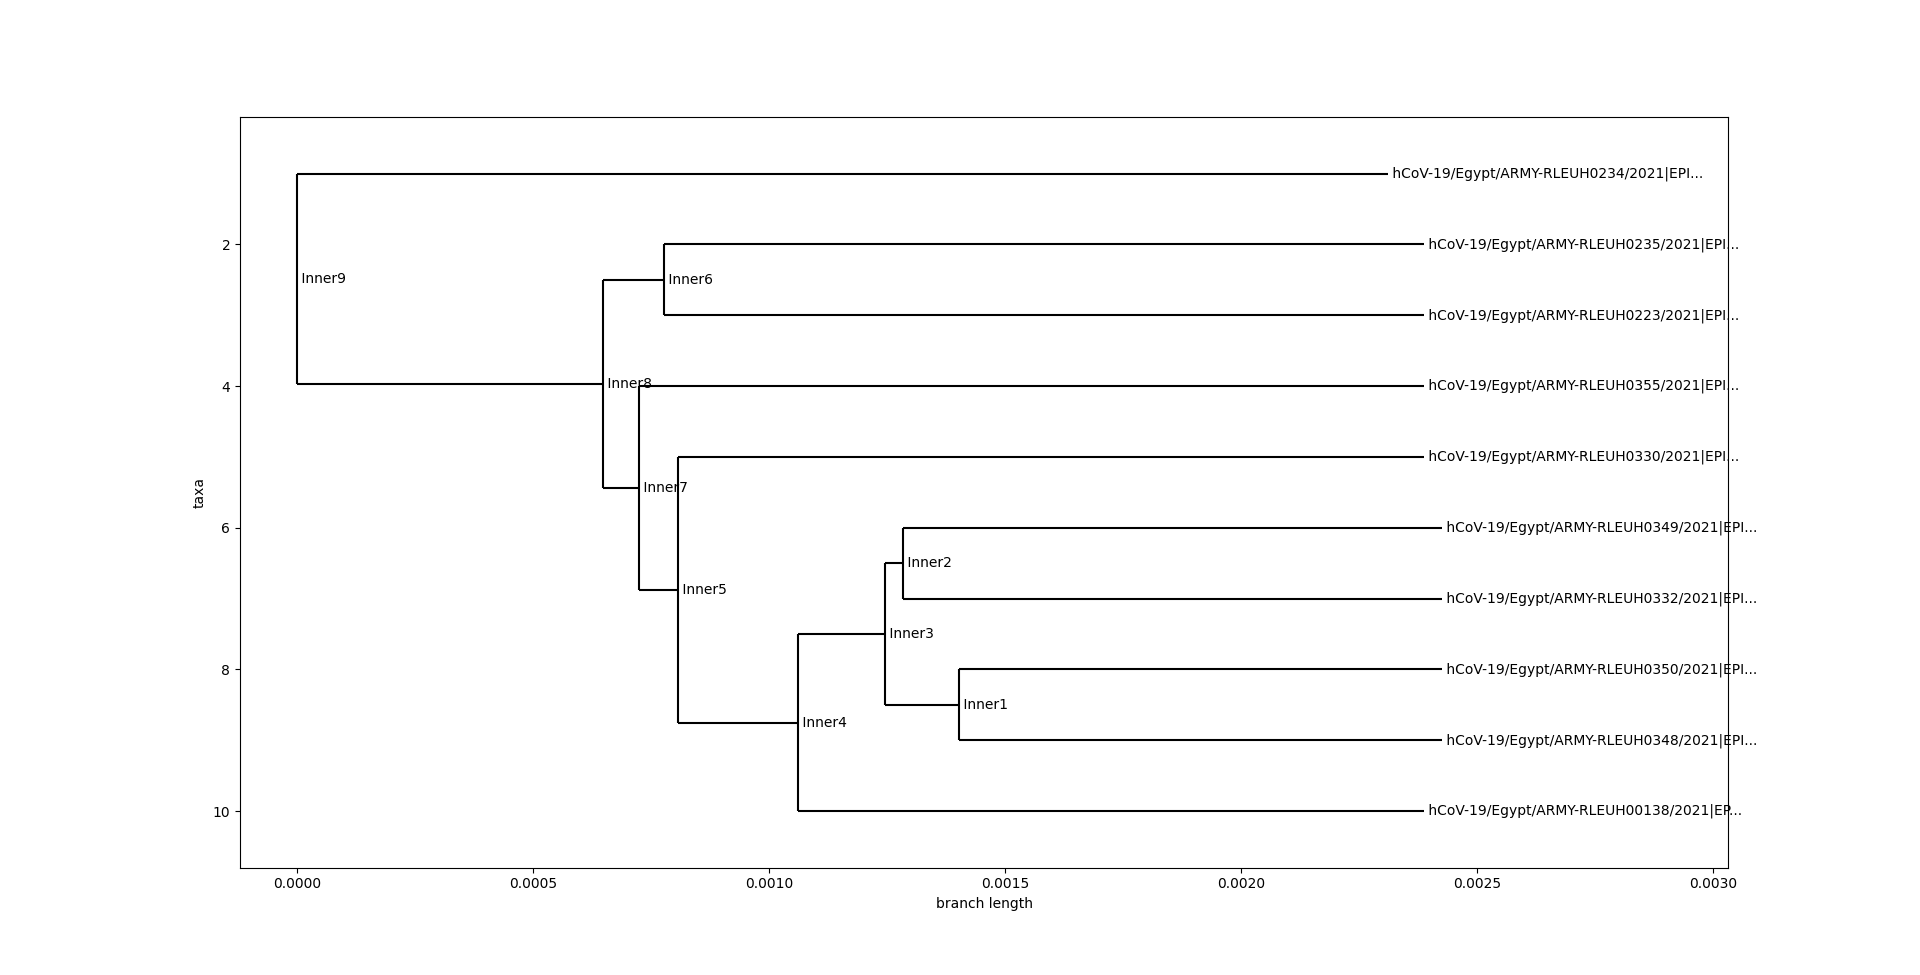 hCoV-19/Egypt/ARMY-RLEUH0234/2021|EPI...
2
hCoV-19/Egypt/ARMY-RLEUH0235/2021|EPI...
Inner9
Inner6
hCoV-19/Egypt/ARMY-RLEUH0223/2021|EPI...
4
Inner8
hCoV-19/Egypt/ARMY-RLEUH0355/2021|EPI...
hCoV-19/Egypt/ARMY-RLEUH0330/2021|EPI...
taxa
Inner7
6
hCoV-19/Egypt/ARMY-RLEUH0349/2021|EPI...
Inner2
Inner5
hCoV-19/Egypt/ARMY-RLEUH0332/2021|EPI...
Inner3
8
hCoV-19/Egypt/ARMY-RLEUH0350/2021|EPI...
Inner1
Inner4
hCoV-19/Egypt/ARMY-RLEUH0348/2021|EPI...
10
hCoV-19/Egypt/ARMY-RLEUH00138/2021|EP...
0.0000 0.0005 0.0010 0.0015 0.0020 0.0025 0.0030
branch length